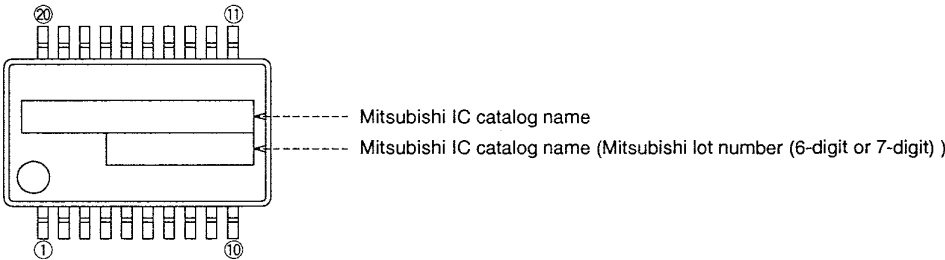 ⑳ ⑪
Mitsubishi IC catalog name
Mitsubishi IC catalog name (Mitsubishi lot number (6-digit or 7-digit) )
① ⑩